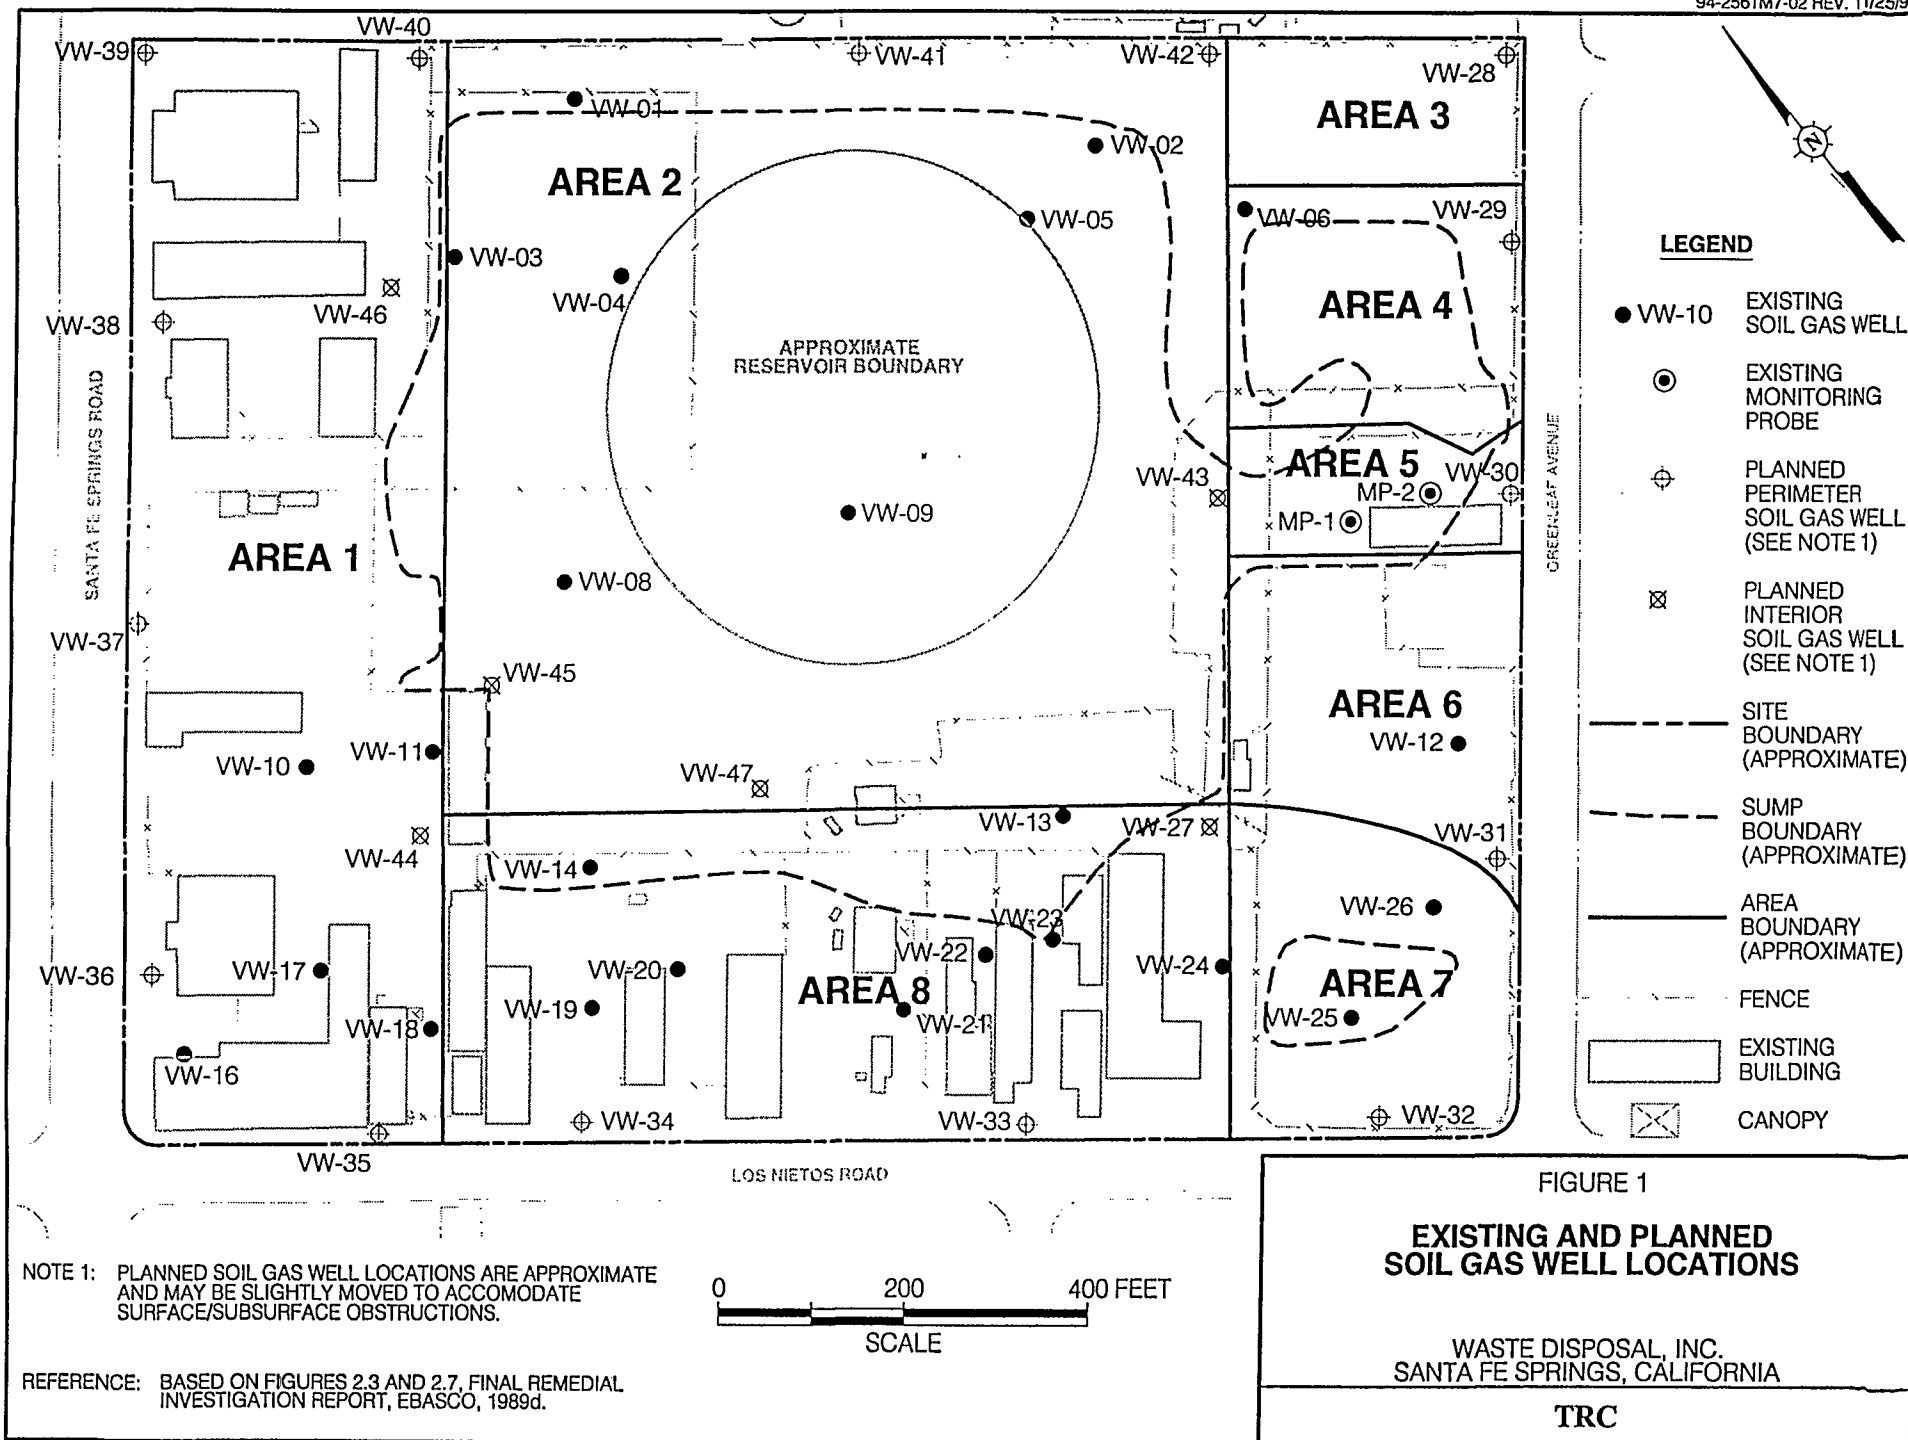 94-2561M7-02 REV. 11/25/9
VW-40
VW-39
VW-41
VW-42
VW-28
VW-01
AREA 3
VW-02
AREA 2
VW-05
VW-06
VW-29
VW-03
VW-04
VW-46
VW-38
AREA 4
APPROXIMATE
RESERVOIR BOUNDARY
SANTA FE SPRINGS ROAD
GREENLEAF AVENUE
AREA 5
VW-30
VW-43
MP-2
MP-1
VW-09
AREA 1
VW-08
VW-37
VW-45
AREA 6
VW-12
VW-11
VW-10
VW-47
VW-13
VW-27
VW-31
VW-44
VW-14
VW-26
VW-23
VW-22
VW-24
VW-36
VW-17
VW-20
AREA 8
AREA 7
VW-19
VW-21
VW-25
VW-18
VW-16
VW-34
VW-33
VW-32
VW-35
LOS NIETOS ROAD
N
LEGEND
VW-10
EXISTING
SOIL GAS WELL
EXISTING
MONITORING
PROBE
PLANNED
PERIMETER
SOIL GAS WELL
(SEE NOTE 1)
PLANNED
INTERIOR
SOIL GAS WELL
(SEE NOTE 1)
SITE
BOUNDARY
(APPROXIMATE)
SUMP
BOUNDARY
(APPROXIMATE)
AREA
BOUNDARY
(APPROXIMATE)
FENCE
EXISTING
BUILDING
CANOPY
NOTE 1: PLANNED SOIL GAS WELL LOCATIONS ARE APPROXIMATE
AND MAY BE SLIGHTLY MOVED TO ACCOMODATE
SURFACE/SUBSURFACE OBSTRUCTIONS.
REFERENCE: BASED ON FIGURES 2.3 AND 2.7, FINAL REMEDIAL
INVESTIGATION REPORT, EBASCO, 1989d.
0 200 400 FEET
SCALE
FIGURE 1
EXISTING AND PLANNED
SOIL GAS WELL LOCATIONS
WASTE DISPOSAL, INC.
SANTA FE SPRINGS, CALIFORNIA
TRC